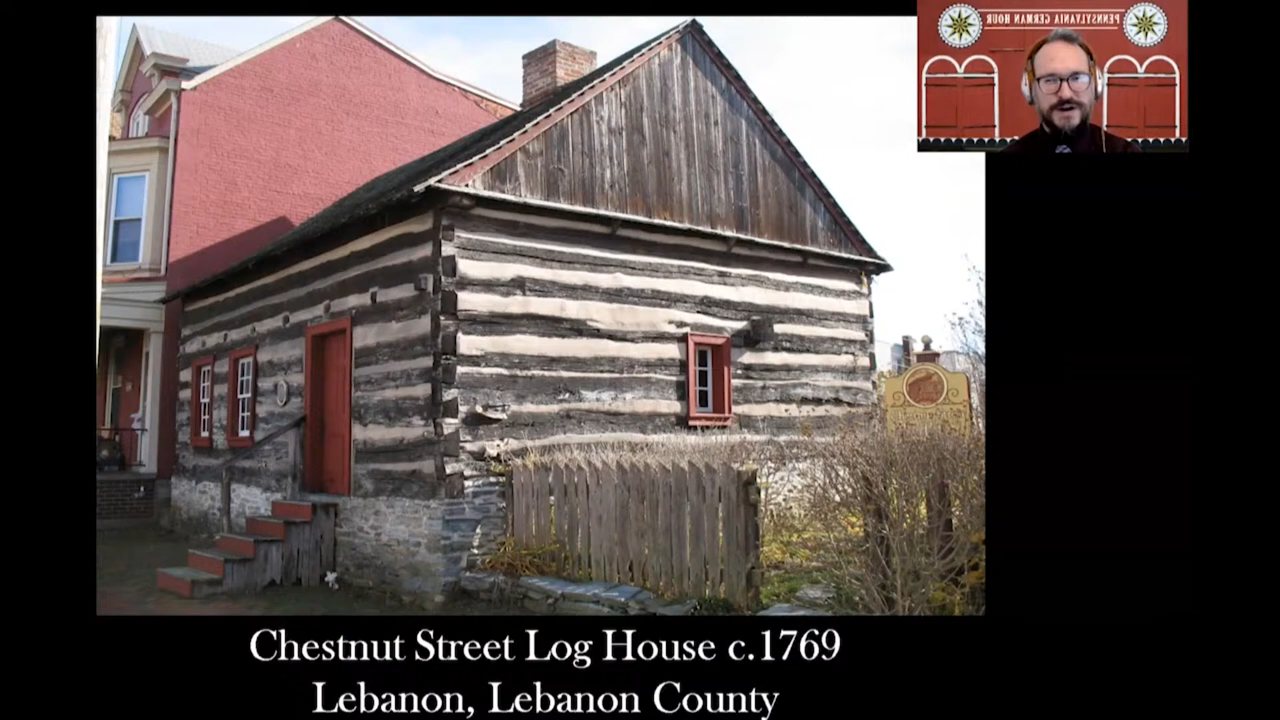 PENNSYLVANIA GERMAN HOUR
Chestnut Street Log House c.1769
Lebanon, Lebanon County